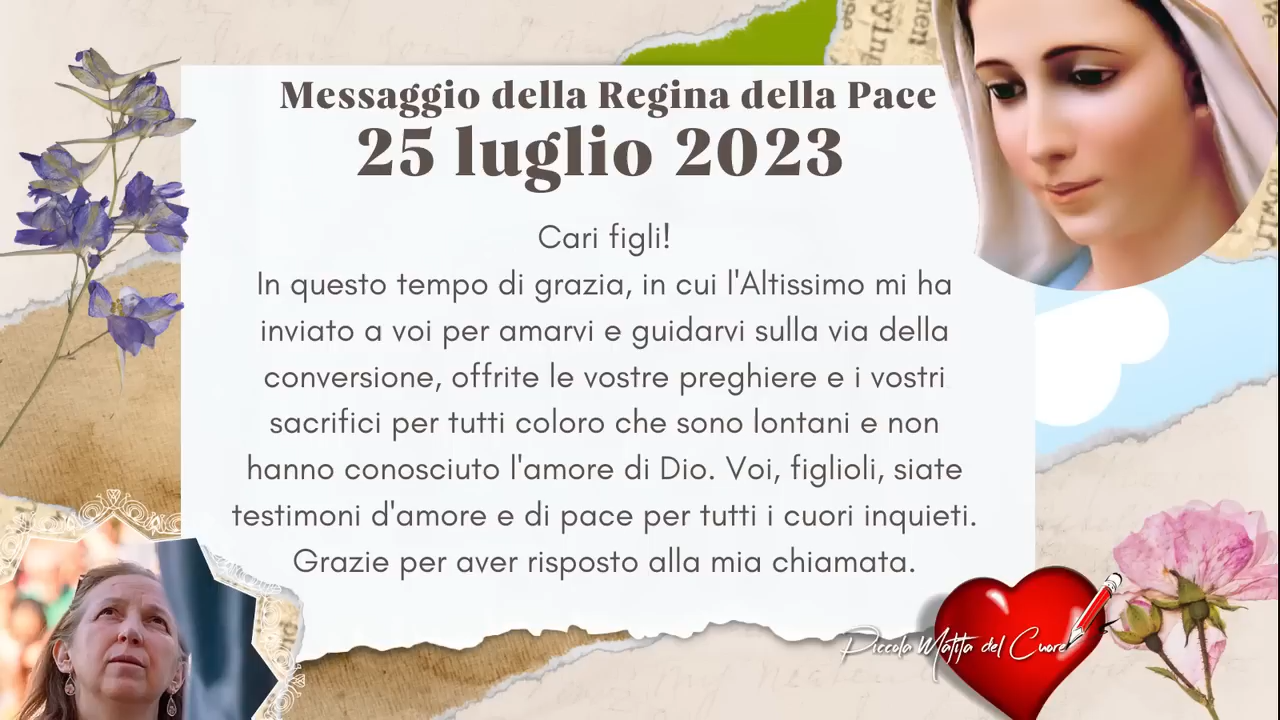 Messaggio della Regina della Pace
25 luglio 2023
Cari figli!
In questo tempo di grazia, in cui l'Altissimo mi ha
inviato a voi per amarvi e guidarvi sulla via della
conversione, offrite le vostre preghiere e i vostri
sacrifici per tutti coloro che sono lontani e non
hanno conosciuto l'amore di Dio. Voi, figlioli, siate
testimoni d'amore e di pace per tutti i cuori inquieti.
Grazie per aver risposto alla mia chiamata.
Piccola Matita del Cuore